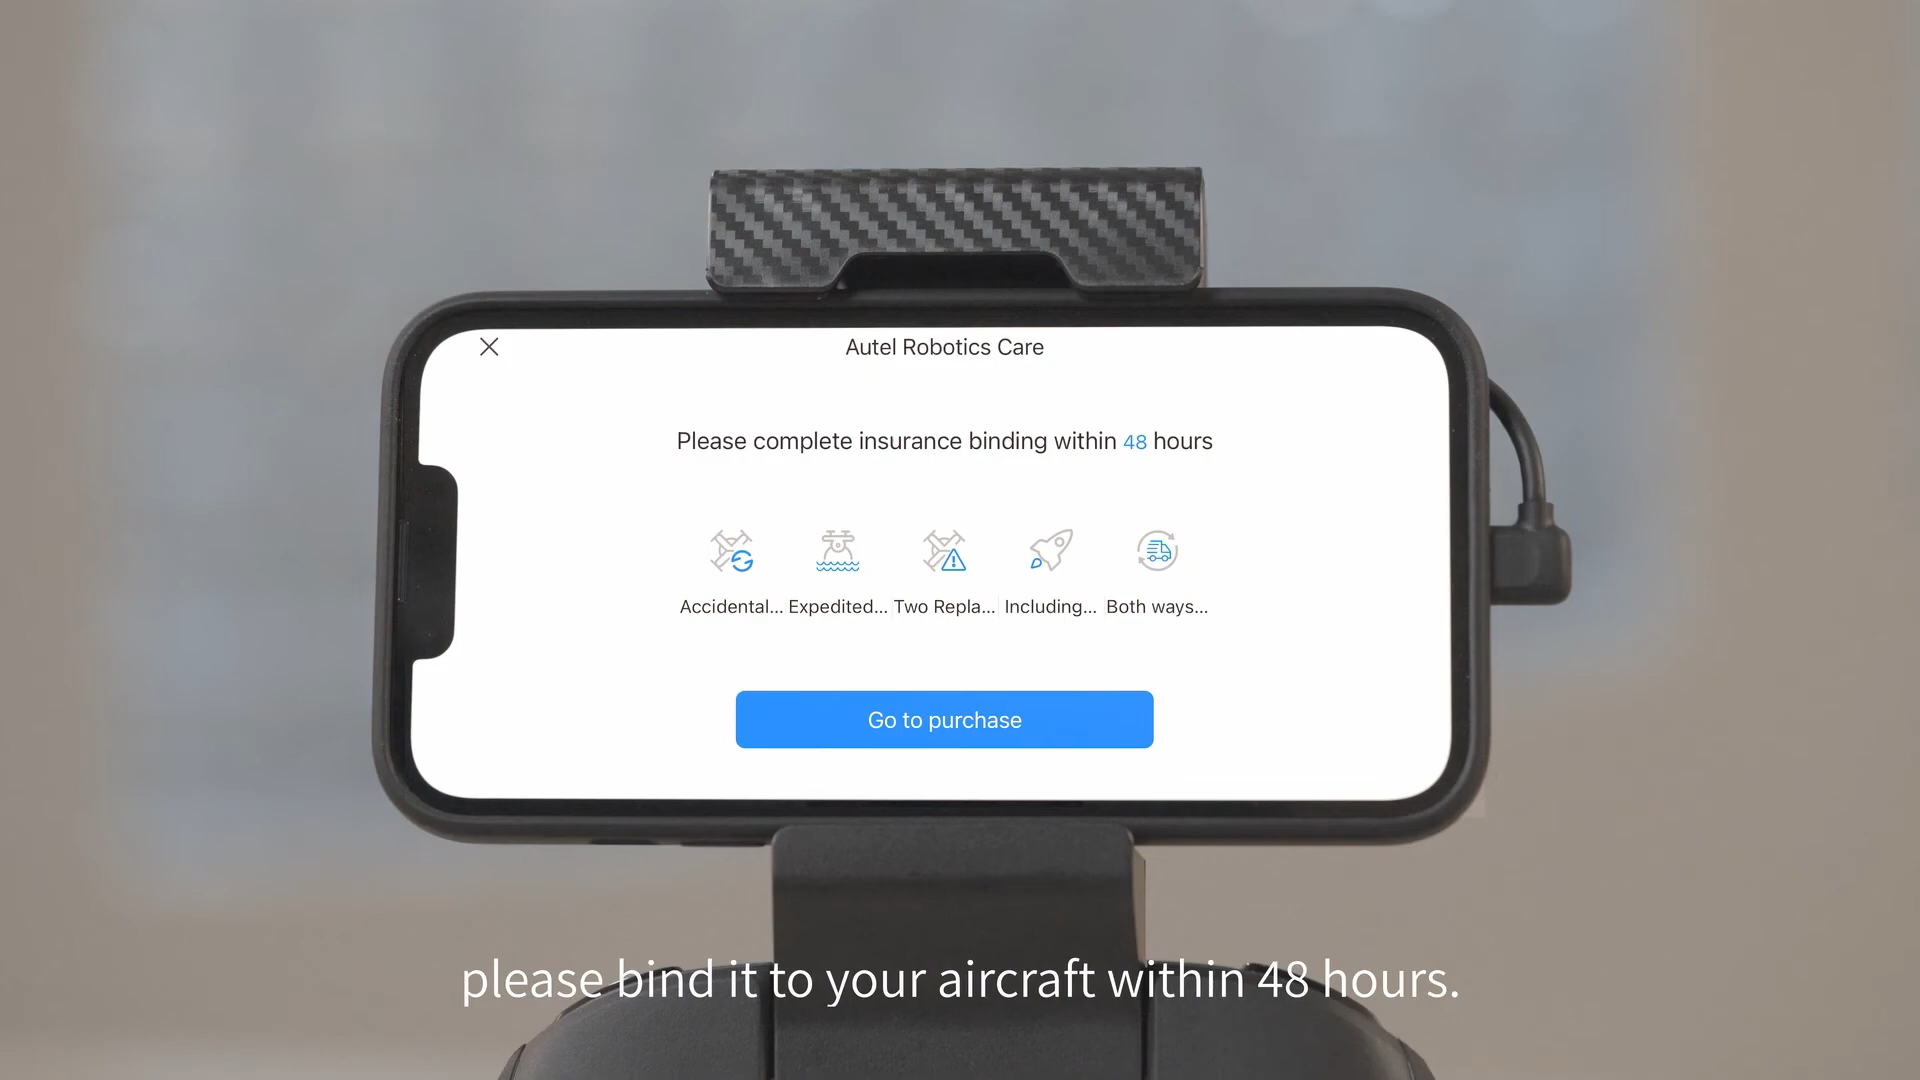 Autel Robotics Care
Please complete insurance binding within 48 hours
Accidental... Expedited... Two Repla... Including... Both ways...
Go to purchase
please bind it to your aircraft within 48 hours.